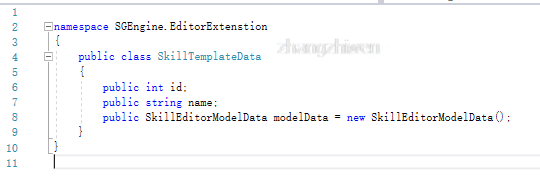 1
2 namespace SGEngine.EditorExtenstion
3 {
4 public class SkillTemplateData
zhangzhiwen
5 {
6 public int id;
7 public string name;
8 public SkillEditorModelData modelData = new SkillEditorModelData();
9 }
10 }
11